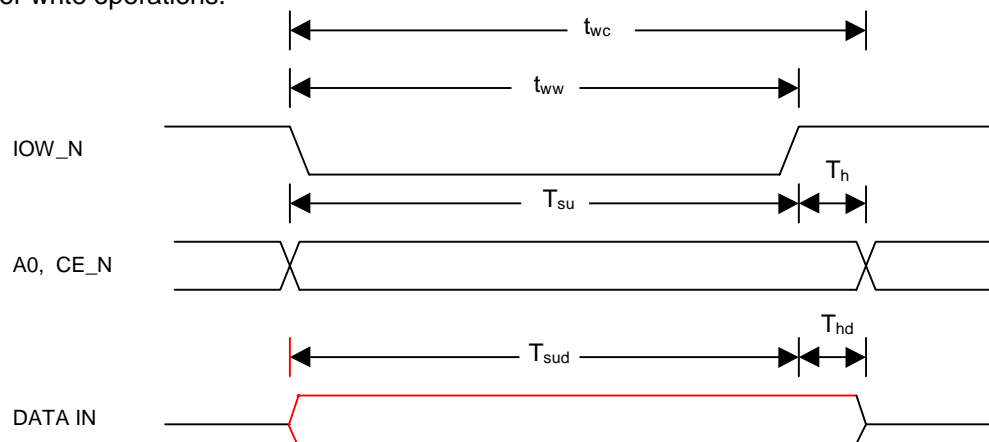 or write operations.
twc
tww
IOW_N
Th
Tsu
A0, CE_N
Thd
Tsud
DATA IN